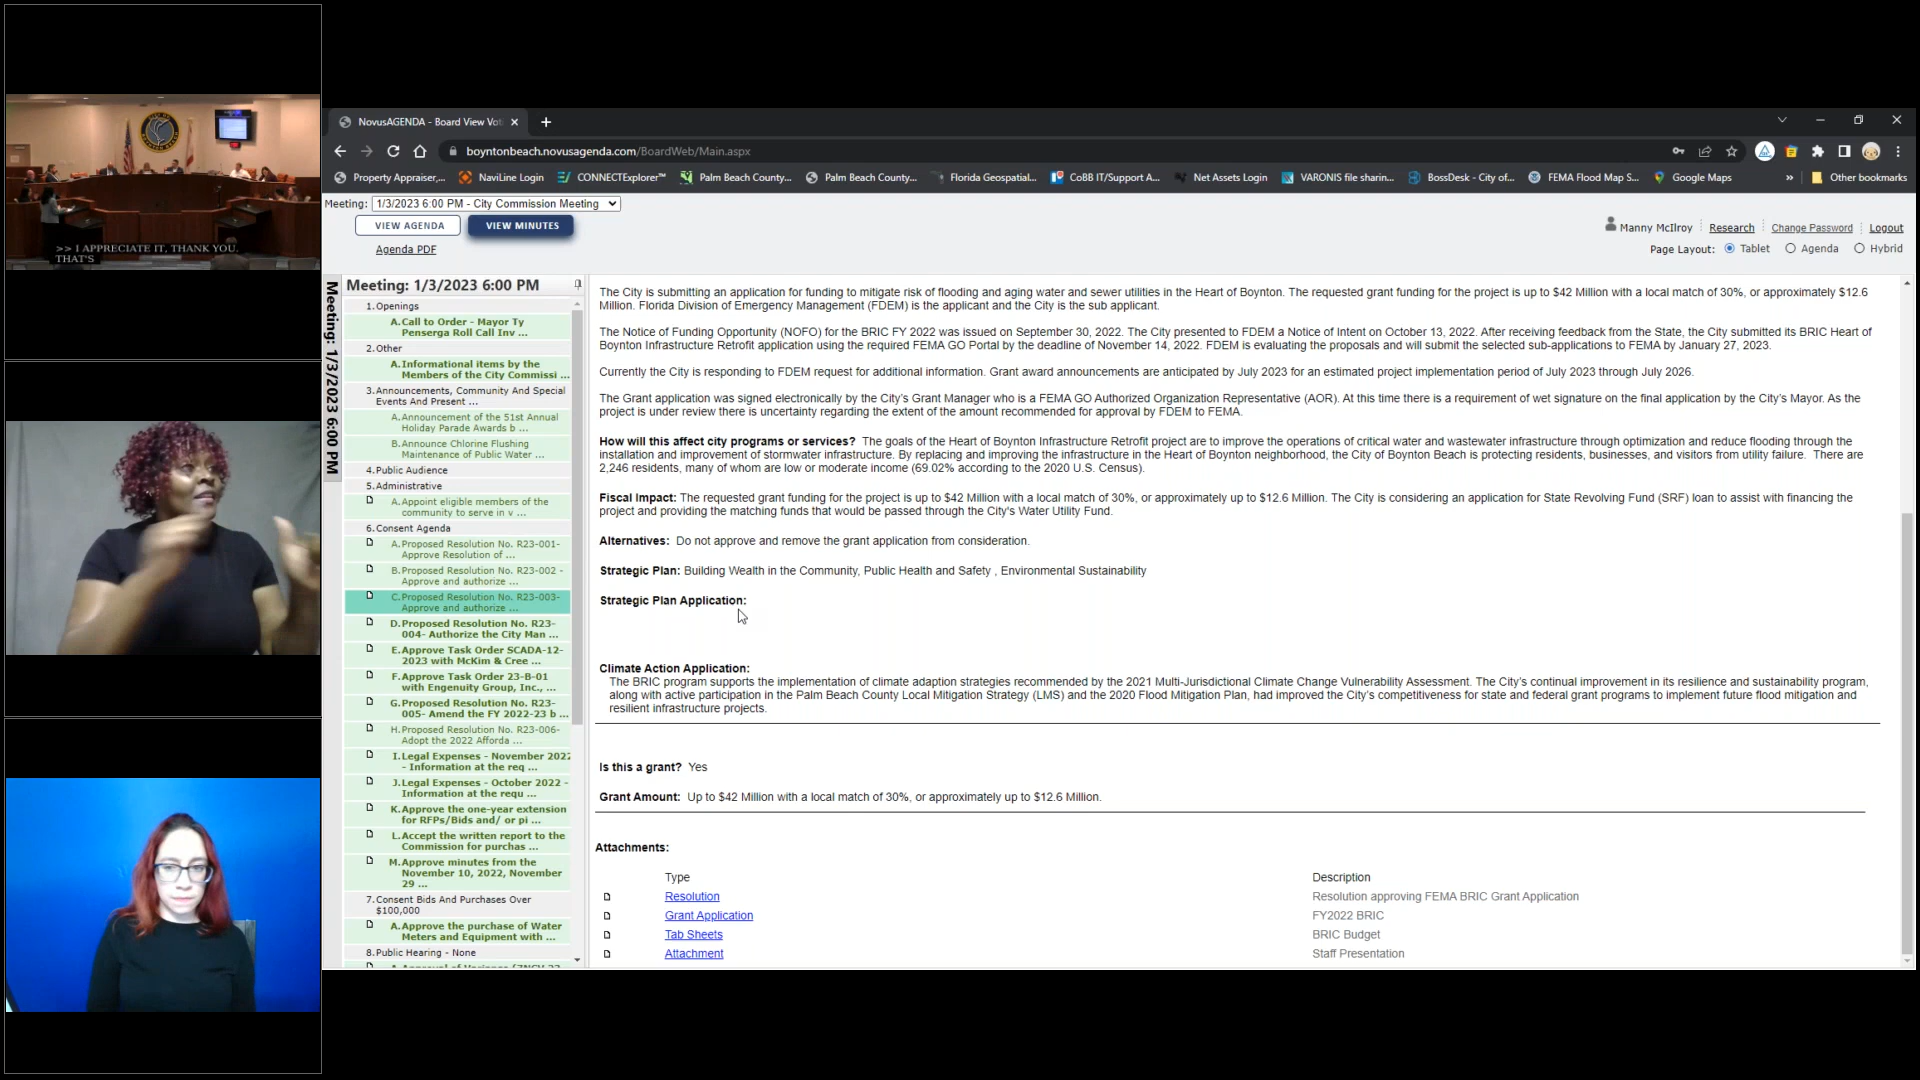 >> I APPRECIATE IT, THANK YOU.
THAT'S
NovusAGENDA - Board View Vot
boyntonbeach.novusagenda.com/BoardWeb/Main.aspx
Property Appraiser,... NaviLine Login CONNECTExplorer™ Palm Beach County... Palm Beach County... Florida Geospatial... CoBB IT/Support A... Net Assets Login VARONIS file sharin... BossDesk - City of... FEMA Flood Map S... Google Maps » Other bookmarks
Meeting: 1/3/2023 6:00 PM - City Commission Meeting
VIEW AGENDA VIEW MINUTES
Agenda PDF
Manny McIlroy Research Change Password Logout
Page Layout: Tablet Agenda Hybrid
Meeting: 1/3/2023 6:00 PM
Meeting: 1/3/2023 6:00 PM
1.Openings
A.Call to Order - Mayor Ty
Penserga Roll Call Inv ...
2.Other
A.Informational items by the
Members of the City Commissi ...
3.Announcements, Community And Special
Events And Present ...
A.Announcement of the 51st Annual
Holiday Parade Awards b ...
B.Announce Chlorine Flushing
Maintenance of Public Water ...
4.Public Audience
5.Administrative
A.Appoint eligible members of the
community to serve in v ...
6.Consent Agenda
A.Proposed Resolution No. R23-001-
Approve Resolution of ...
B.Proposed Resolution No. R23-002 -
Approve and authorize ...
C.Proposed Resolution No. R23-003-
Approve and authorize ...
D.Proposed Resolution No. R23-
004- Authorize the City Man ...
E.Approve Task Order SCADA-12-
2023 with McKim & Cree ...
F.Approve Task Order 23-B-01
with Engenuity Group, Inc., ...
G.Proposed Resolution No. R23-
005- Amend the FY 2022-23 b ...
H.Proposed Resolution No. R23-006-
Adopt the 2022 Afforda ...
I.Legal Expenses - November 2022
- Information at the req ...
J.Legal Expenses - October 2022 -
Information at the requ ...
K.Approve the one-year extension
for RFPs/Bids and/ or pi ...
L.Accept the written report to the
Commission for purchas ...
M.Approve minutes from the
November 10, 2022, November
29 ...
7.Consent Bids And Purchases Over
$100,000
A.Approve the purchase of Water
Meters and Equipment with ...
8.Public Hearing - None
The City is submitting an application for funding to mitigate risk of flooding and aging water and sewer utilities in the Heart of Boynton. The requested grant funding for the project is up to $42 Million with a local match of 30%, or approximately $12.6
Million. Florida Division of Emergency Management (FDEM) is the applicant and the City is the sub applicant.
The Notice of Funding Opportunity (NOFO) for the BRIC FY 2022 was issued on September 30, 2022. The City presented to FDEM a Notice of Intent on October 13, 2022. After receiving feedback from the State, the City submitted its BRIC Heart of
Boynton Infrastructure Retrofit application using the required FEMA GO Portal by the deadline of November 14, 2022. FDEM is evaluating the proposals and will submit the selected sub-applications to FEMA by January 27, 2023.
Currently the City is responding to FDEM request for additional information. Grant award announcements are anticipated by July 2023 for an estimated project implementation period of July 2023 through July 2026.
The Grant application was signed electronically by the City's Grant Manager who is a FEMA GO Authorized Organization Representative (AOR). At this time there is a requirement of wet signature on the final application by the City's Mayor. As the
project is under review there is uncertainty regarding the extent of the amount recommended for approval by FDEM to FEMA.
How will this affect city programs or services? The goals of the Heart of Boynton Infrastructure Retrofit project are to improve the operations of critical water and wastewater infrastructure through optimization and reduce flooding through the
installation and improvement of stormwater infrastructure. By replacing and improving the infrastructure in the Heart of Boynton neighborhood, the City of Boynton Beach is protecting residents, businesses, and visitors from utility failure. There are
2,246 residents, many of whom are low or moderate income (69.02% according to the 2020 U.S. Census).
Fiscal Impact: The requested grant funding for the project is up to $42 Million with a local match of 30%, or approximately up to $12.6 Million. The City is considering an application for State Revolving Fund (SRF) loan to assist with financing the
project and providing the matching funds that would be passed through the City's Water Utility Fund.
Alternatives: Do not approve and remove the grant application from consideration.
Strategic Plan: Building Wealth in the Community, Public Health and Safety , Environmental Sustainability
Strategic Plan Application:
Climate Action Application:
The BRIC program supports the implementation of climate adaption strategies recommended by the 2021 Multi-Jurisdictional Climate Change Vulnerability Assessment. The City's continual improvement in its resilience and sustainability program,
along with active participation in the Palm Beach County Local Mitigation Strategy (LMS) and the 2020 Flood Mitigation Plan, had improved the City's competitiveness for state and federal grant programs to implement future flood mitigation and
resilient infrastructure projects.
Is this a grant? Yes
Grant Amount: Up to $42 Million with a local match of 30%, or approximately up to $12.6 Million.
Attachments:
Type Description
Resolution Resolution approving FEMA BRIC Grant Application
Grant Application FY2022 BRIC
Tab Sheets BRIC Budget
Attachment Staff Presentation